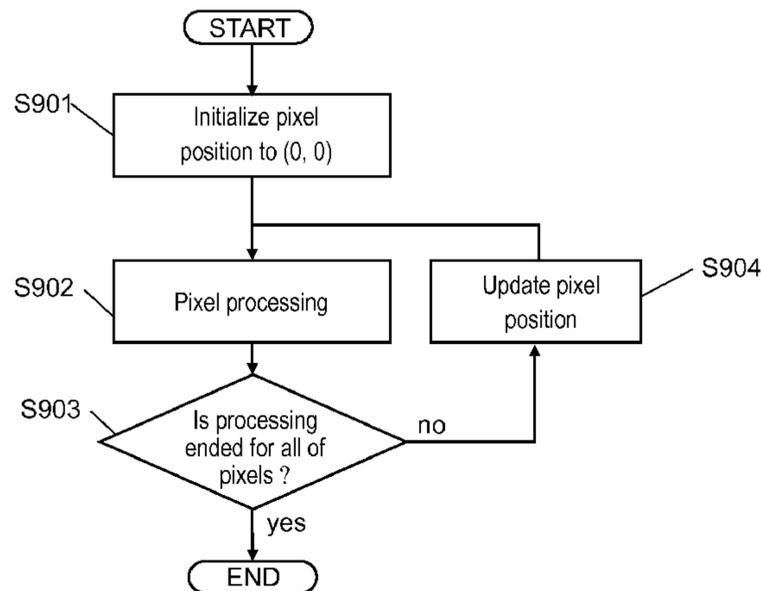 START
S901
Initialize pixel
position to (0, 0)
S902
Pixel processing
Update pixel
position
S904
S903
Is processing
ended for all of
pixels ?
no
yes
END